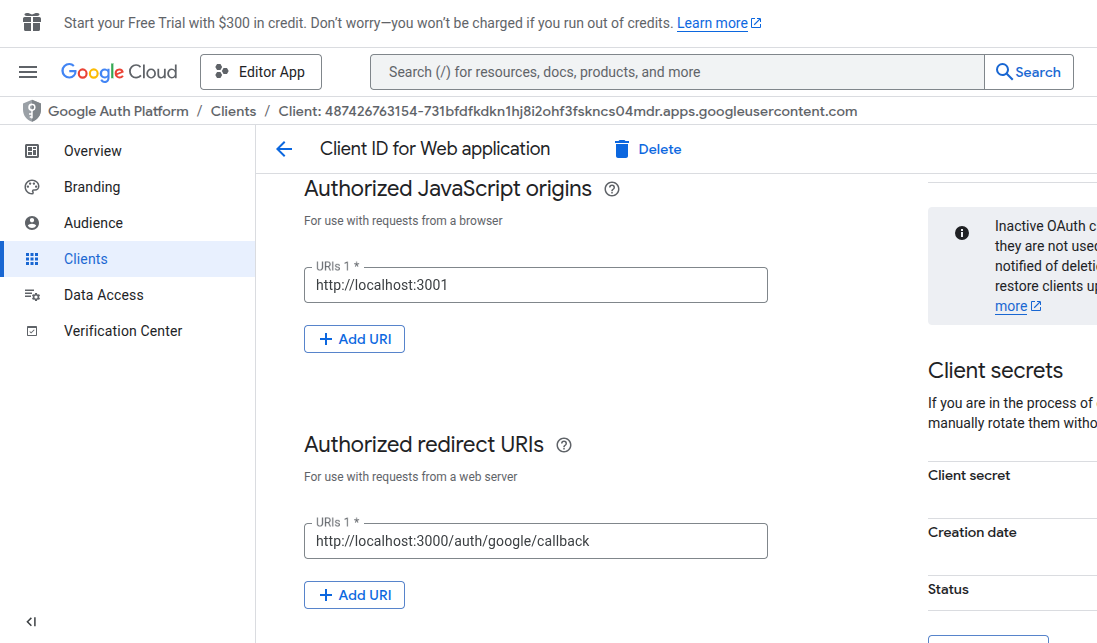 Start your Free Trial with $300 in credit. Don't worry—you won't be charged if you run out of credits. Learn more
Google Cloud
Editor App
Search (/) for resources, docs, products, and more
Search
Google Auth Platform / Clients / Client: 487426763154-731bfdfkdkn1hj8i2ohf3fskncs04mdr.apps.googleusercontent.com
Overview
Branding
Audience
Clients
Data Access
Verification Center
Client ID for Web application
Delete
Authorized JavaScript origins
For use with requests from a browser
URIs 1 *
http://localhost:3001
Add URI
Authorized redirect URIs
For use with requests from a web server
URIs 1 *
http://localhost:3000/auth/google/callback
Add URI
Inactive OAuth c
they are not used
notified of deleti
restore clients up
more
Client secrets
If you are in the process of
manually rotate them witho
Client secret
Creation date
Status